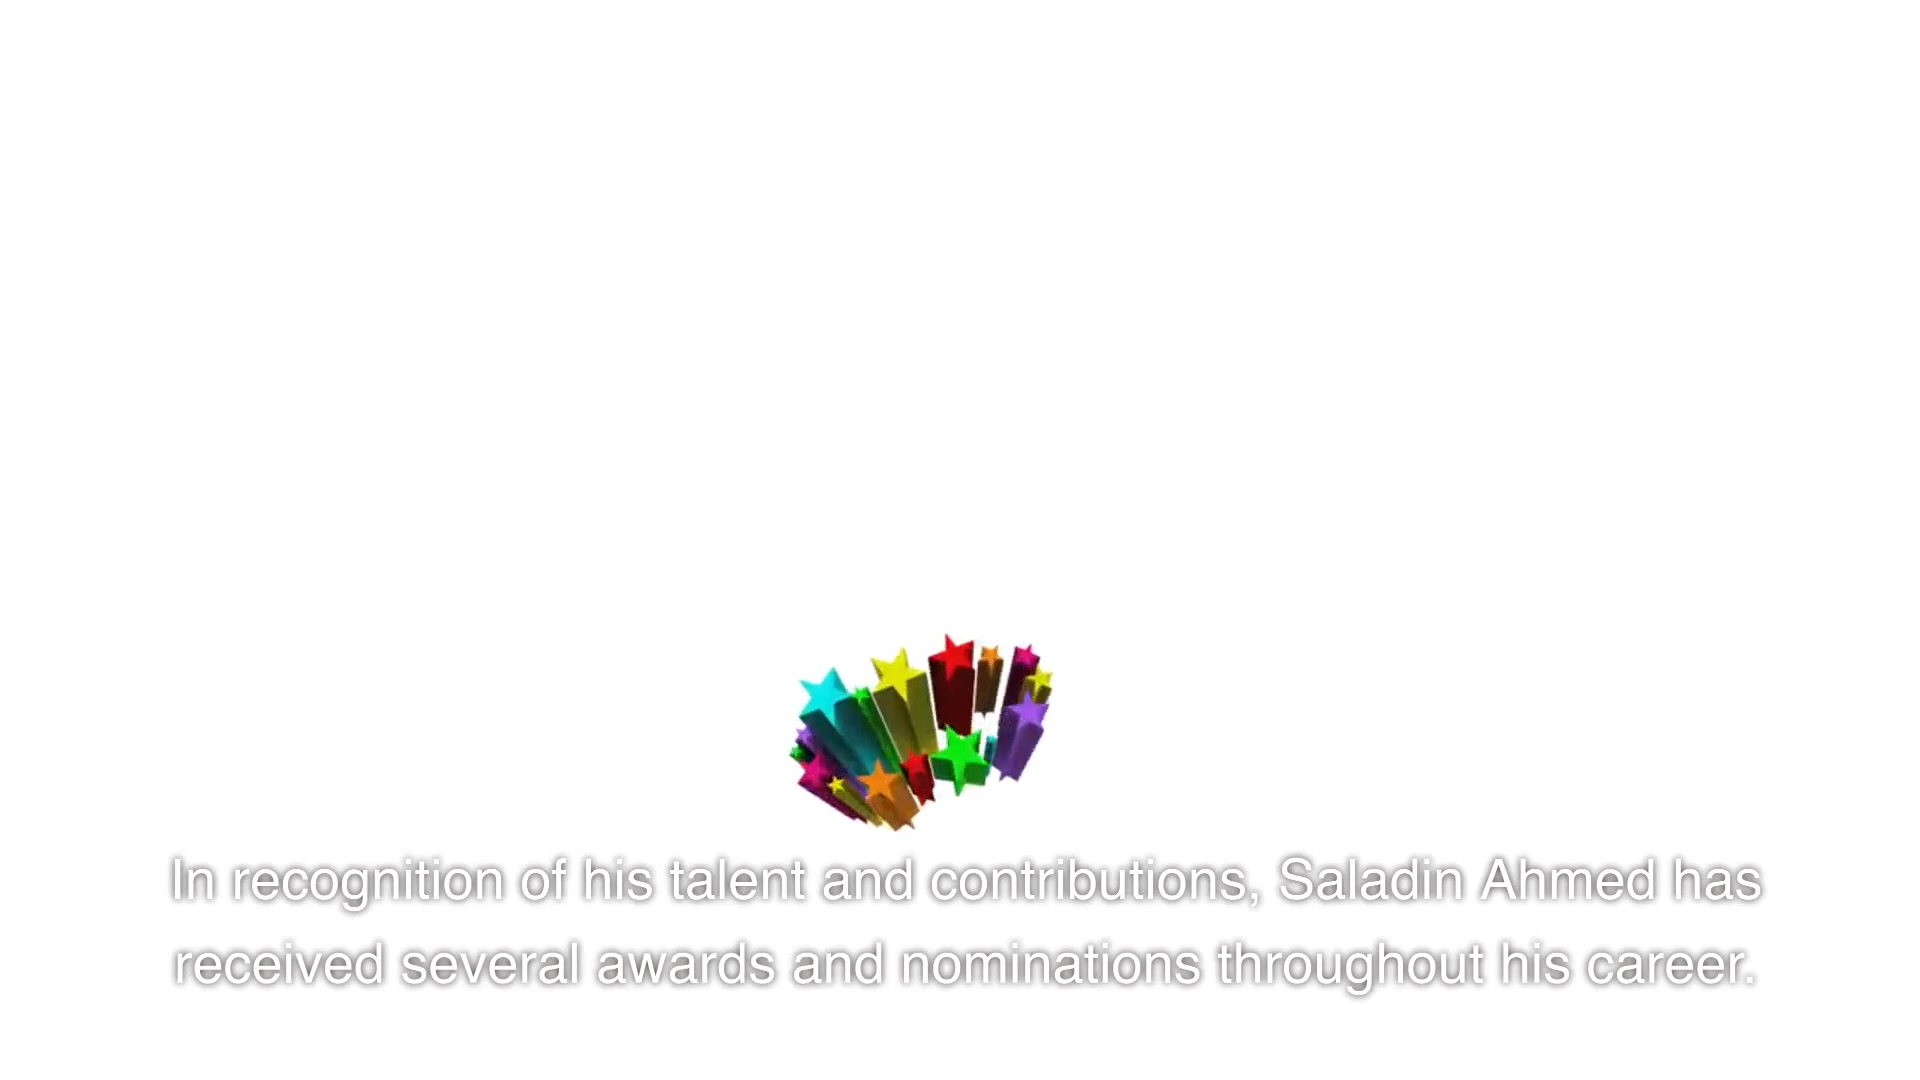 In recognition of his talent and contributions, Saladin Ahmed has
received several awards and nominations throughout his career.